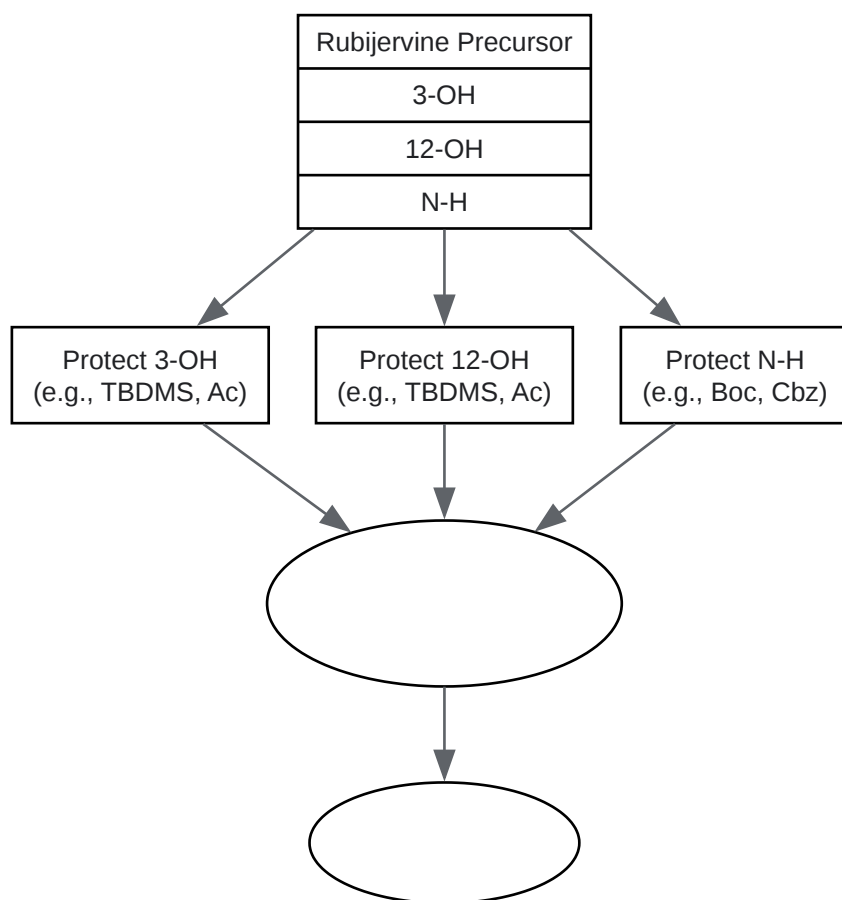 Rubijervine Precursor
3-OH
12-OH
N-H
Protect 3-OH
(e.g., TBDMS, Ac)
Protect 12-OH
(e.g., TBDMS, Ac)
Protect N-H
(e.g., Boc, Cbz)